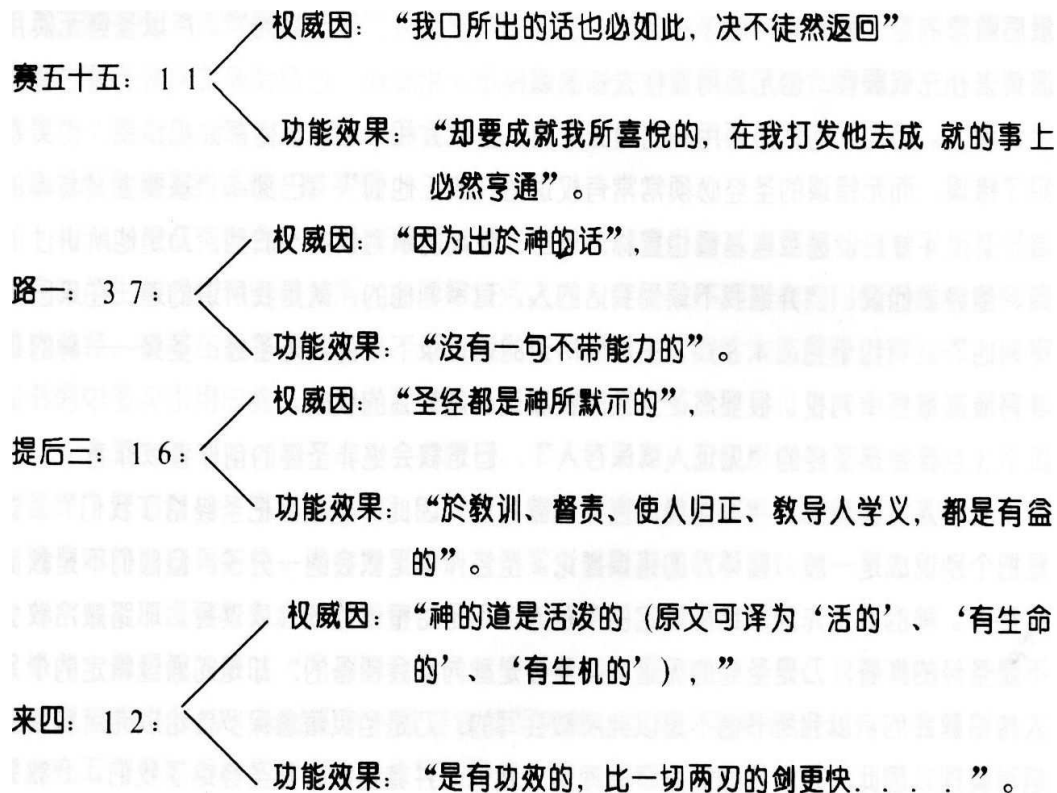 权威因：“我口所出的话也必如此，决不徒然返回”
赛五十五：11
功能效果：“却要成就我所喜悦的，在我打发他去成 就的事上
必然亨通”。
权威因：“因为出於神的话”，
路一：37：
功能效果：“沒有一句不带能力的”。
权威因：“圣经都是神所默示的”，
提后三：16：
功能效果：“於教训、督责、使人归正、教导人学义，都是有益
的”。
权威因：“神的道是活泼的（原文可译为‘活的’、‘有生命
的’、‘有生机的’），”
来四：12：
功能效果：“是有功效的，比一切两刃的剑更快．．．．”。